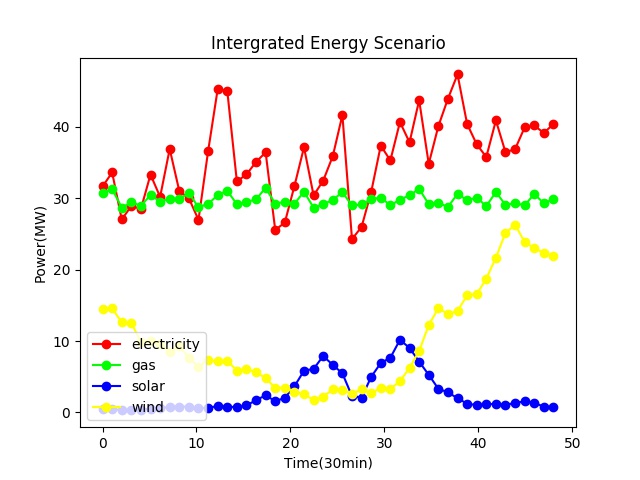 Intergrated Energy Scenario
Power(MW)
40
30
20
10
0
electricity
gas
solar
wind
0 10 20 30 40 50
Time(30min)